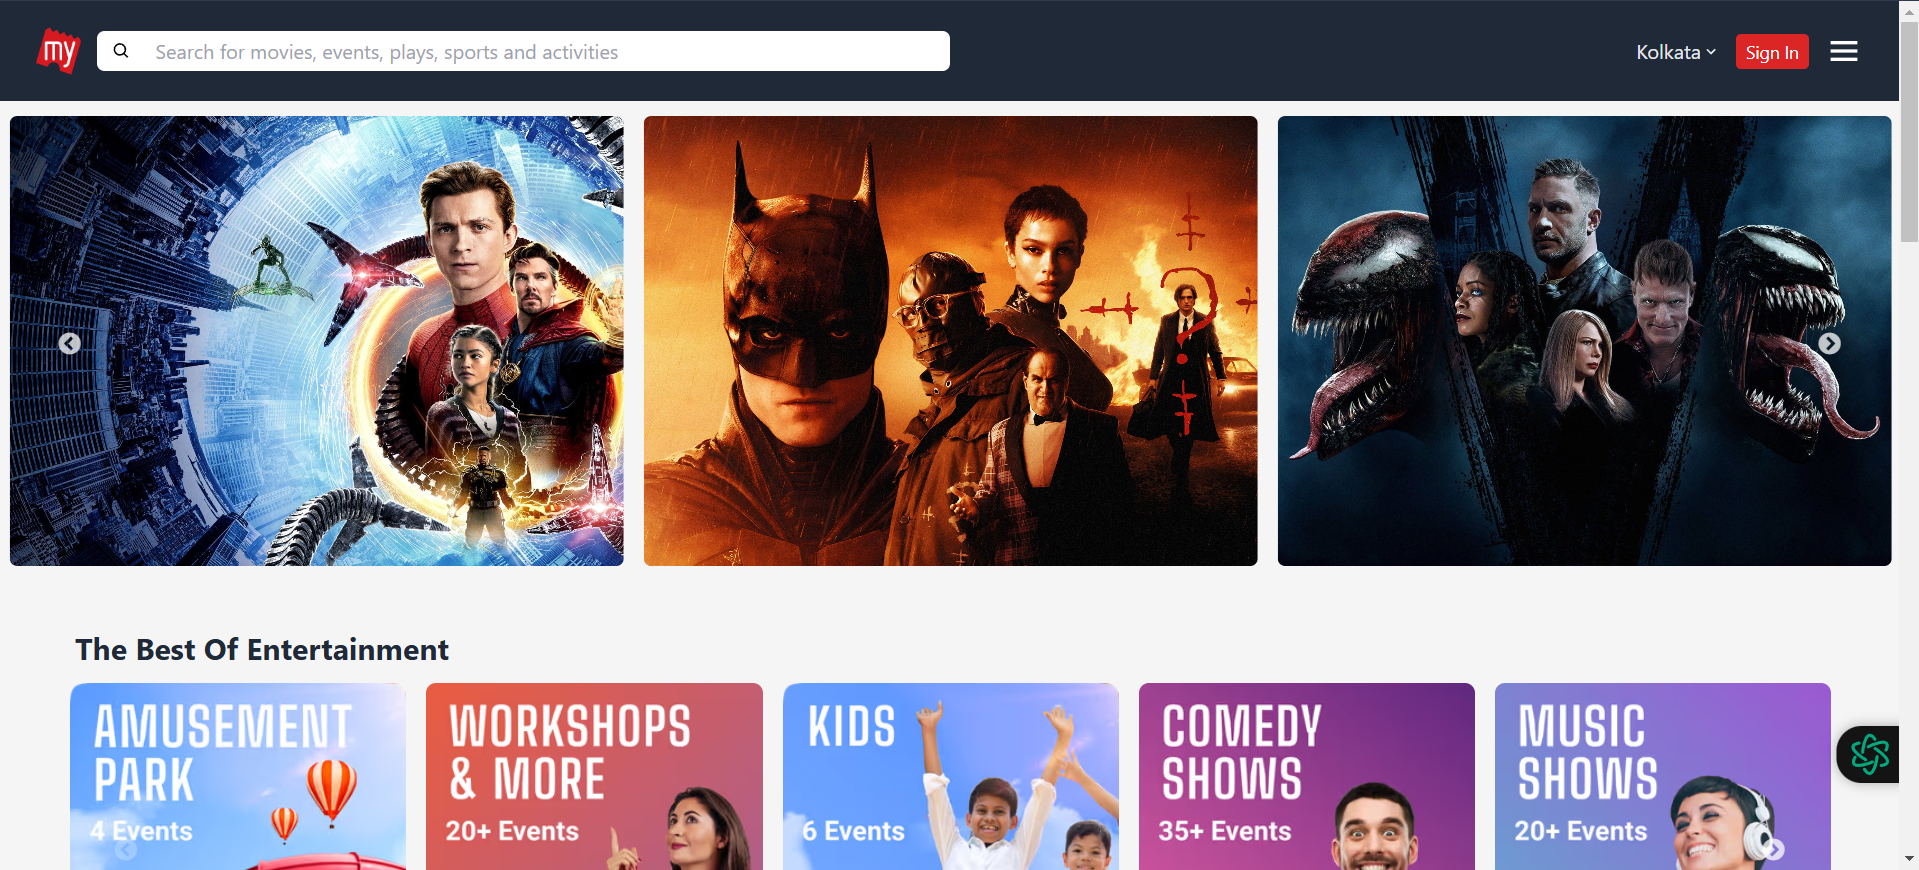 my
Search for movies, events, plays, sports and activities
Kolkata
Sign In
The Best Of Entertainment
AMUSEMENT
PARK
4 Events
WORKSHOPS
& MORE
20+ Events
KIDS
6 Events
COMEDY
SHOWS
35+ Events
MUSIC
SHOWS
20+ Events